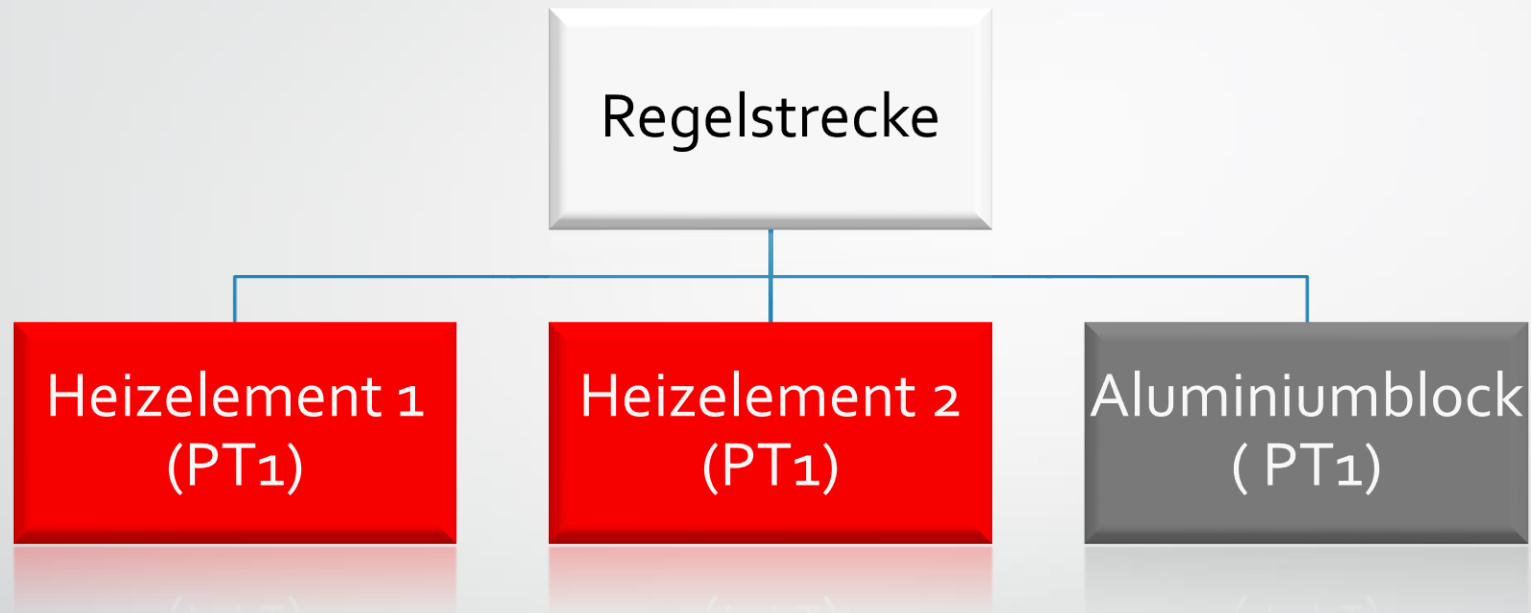 Regelstrecke
Heizelement 1
(PT1)
Heizelement 2
(PT1)
Aluminiumblock
( PT1)